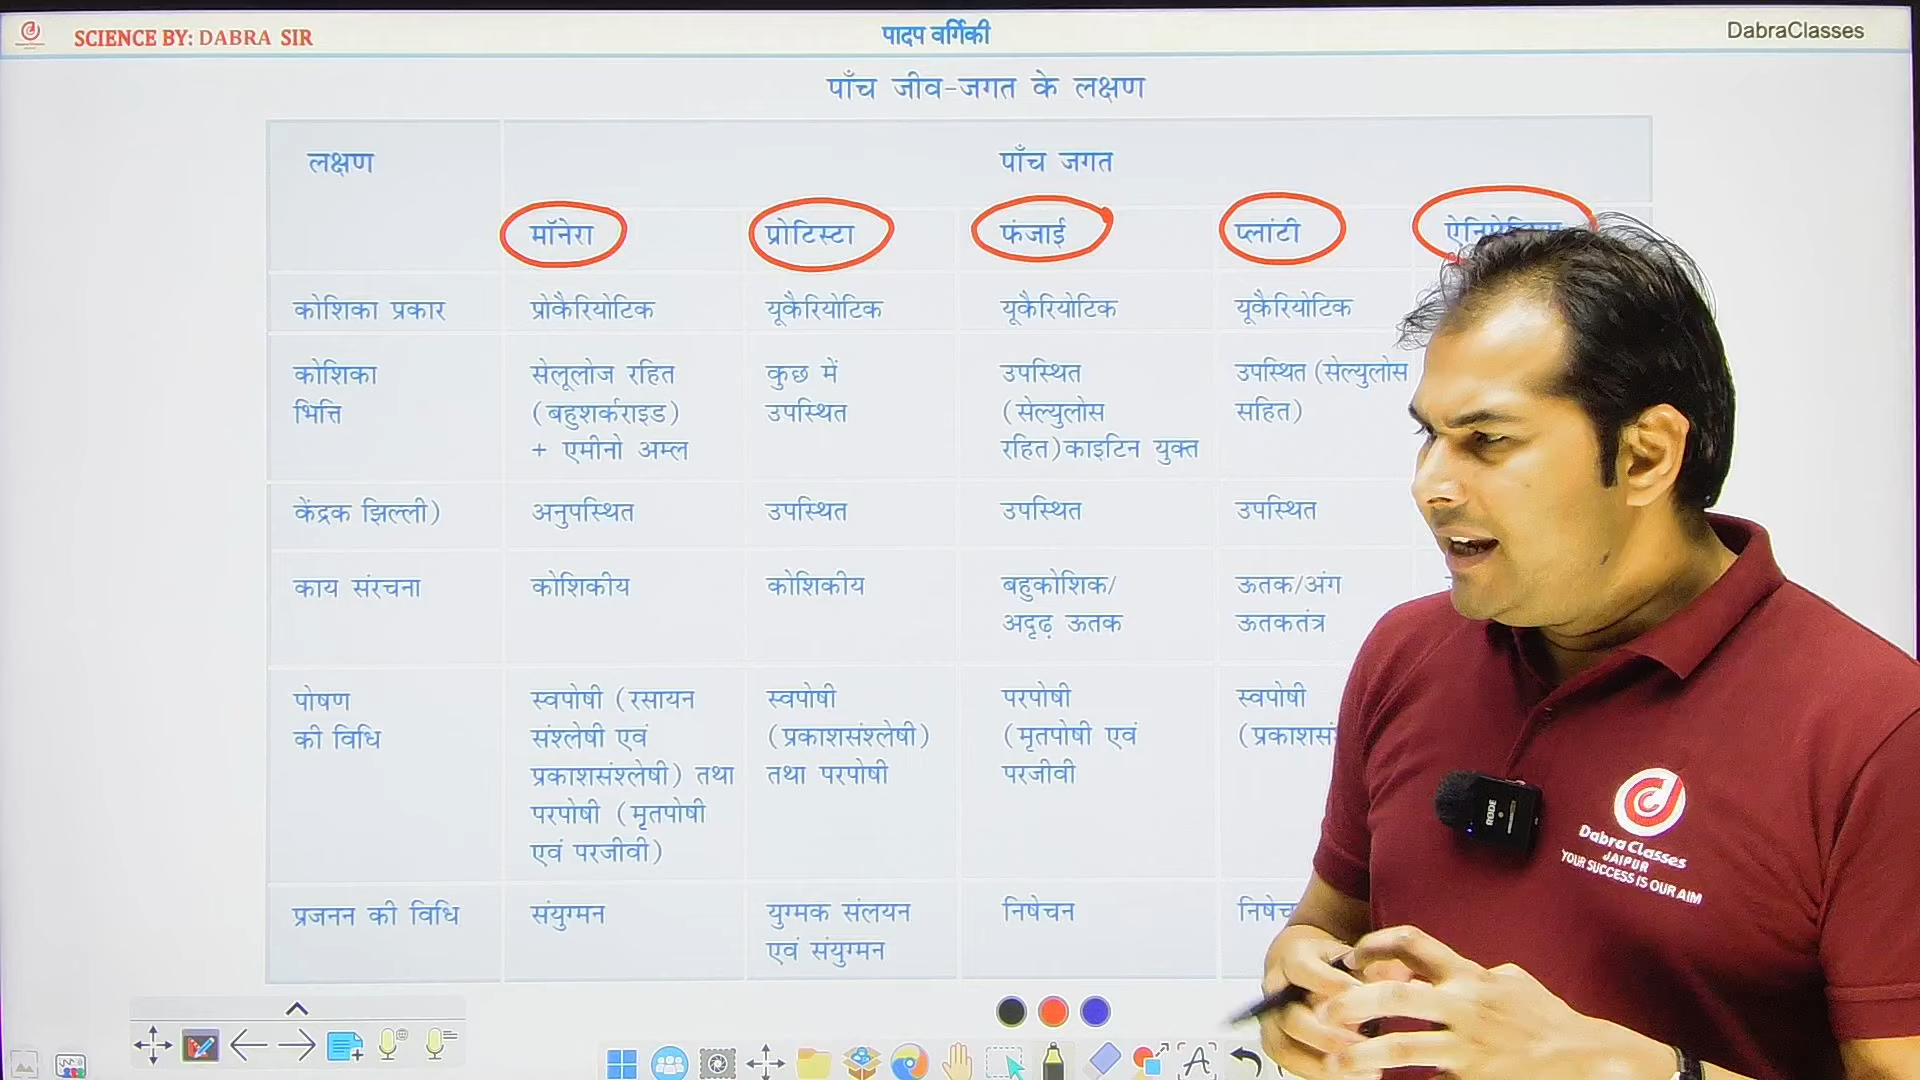 SCIENCE BY: DABRA SIR
पादप वर्गिकी
DabraClasses
पाँच जीव-जगत के लक्षण
लक्षण
पाँच जगत
मॉनेरा
प्रोटिस्टा
फंजाई
प्लांटी
कोशिका प्रकार
प्रोकैरियोटिक
यूकैरियोटिक
यूकैरियोटिक
यूकैरियोटिक
कोशिका
भित्ति
सेलूलोज रहित
(बहुशर्कराइड)
+ एमीनो अम्ल
कुछ में
उपस्थित
उपस्थित
(सेल्युलोस
रहित)काइटिन युक्त
उपस्थित (सेल्युलोस
सहित)
केंद्रक झिल्ली)
अनुपस्थित
उपस्थित
उपस्थित
उपस्थित
काय संरचना
कोशिकीय
कोशिकीय
बहुकोशिक/
अदृढ़ ऊतक
ऊतक/अंग
ऊतकतंत्र
पोषण
की विधि
स्वपोषी (रसायन
संश्लेषी एवं
प्रकाशसंश्लेषी) तथा
परपोषी (मृतपोषी
एवं परजीवी)
स्वपोषी
(प्रकाशसंश्लेषी)
तथा परपोषी
परपोषी
(मृतपोषी एवं
परजीवी
स्वपोषी
प्रजनन की विधि
संयुग्मन
युग्मक संलयन
एवं संयुग्मन
निषेचन
RODE
Dabra Classes
JAIPUR
YOUR SUCCESS IS OUR AIM